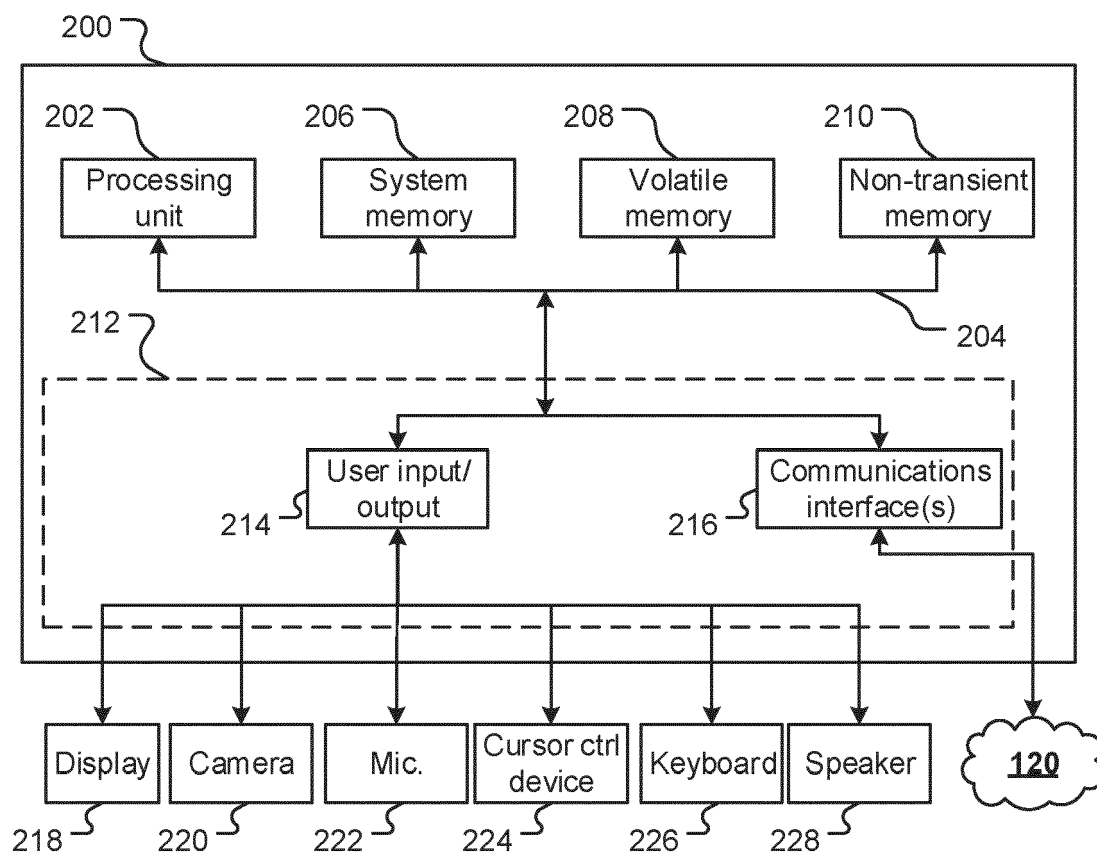 200
202
206
208
210
Processing
unit
System
memory
Volatile
memory
Non-transient
memory
212
204
User input/
output
Communications
interface(s)
214
216
Display
Camera
Mic.
Cursor ctrl
device
Keyboard
Speaker
120
218
220
222
224
226
228